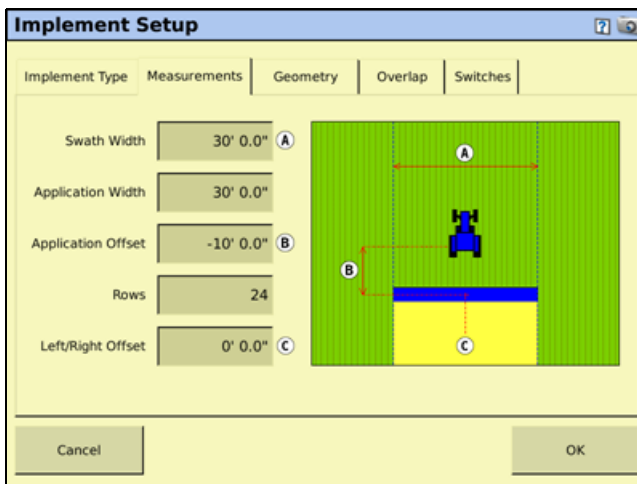 Implement Setup
?
Implement Type Measurements Geometry Overlap Switches
Swath Width 30' 0.0" A
Application Width 30' 0.0"
Application Offset -10' 0.0" B
Rows 24
Left/Right Offset 0' 0.0" C
A
B
C
Cancel OK